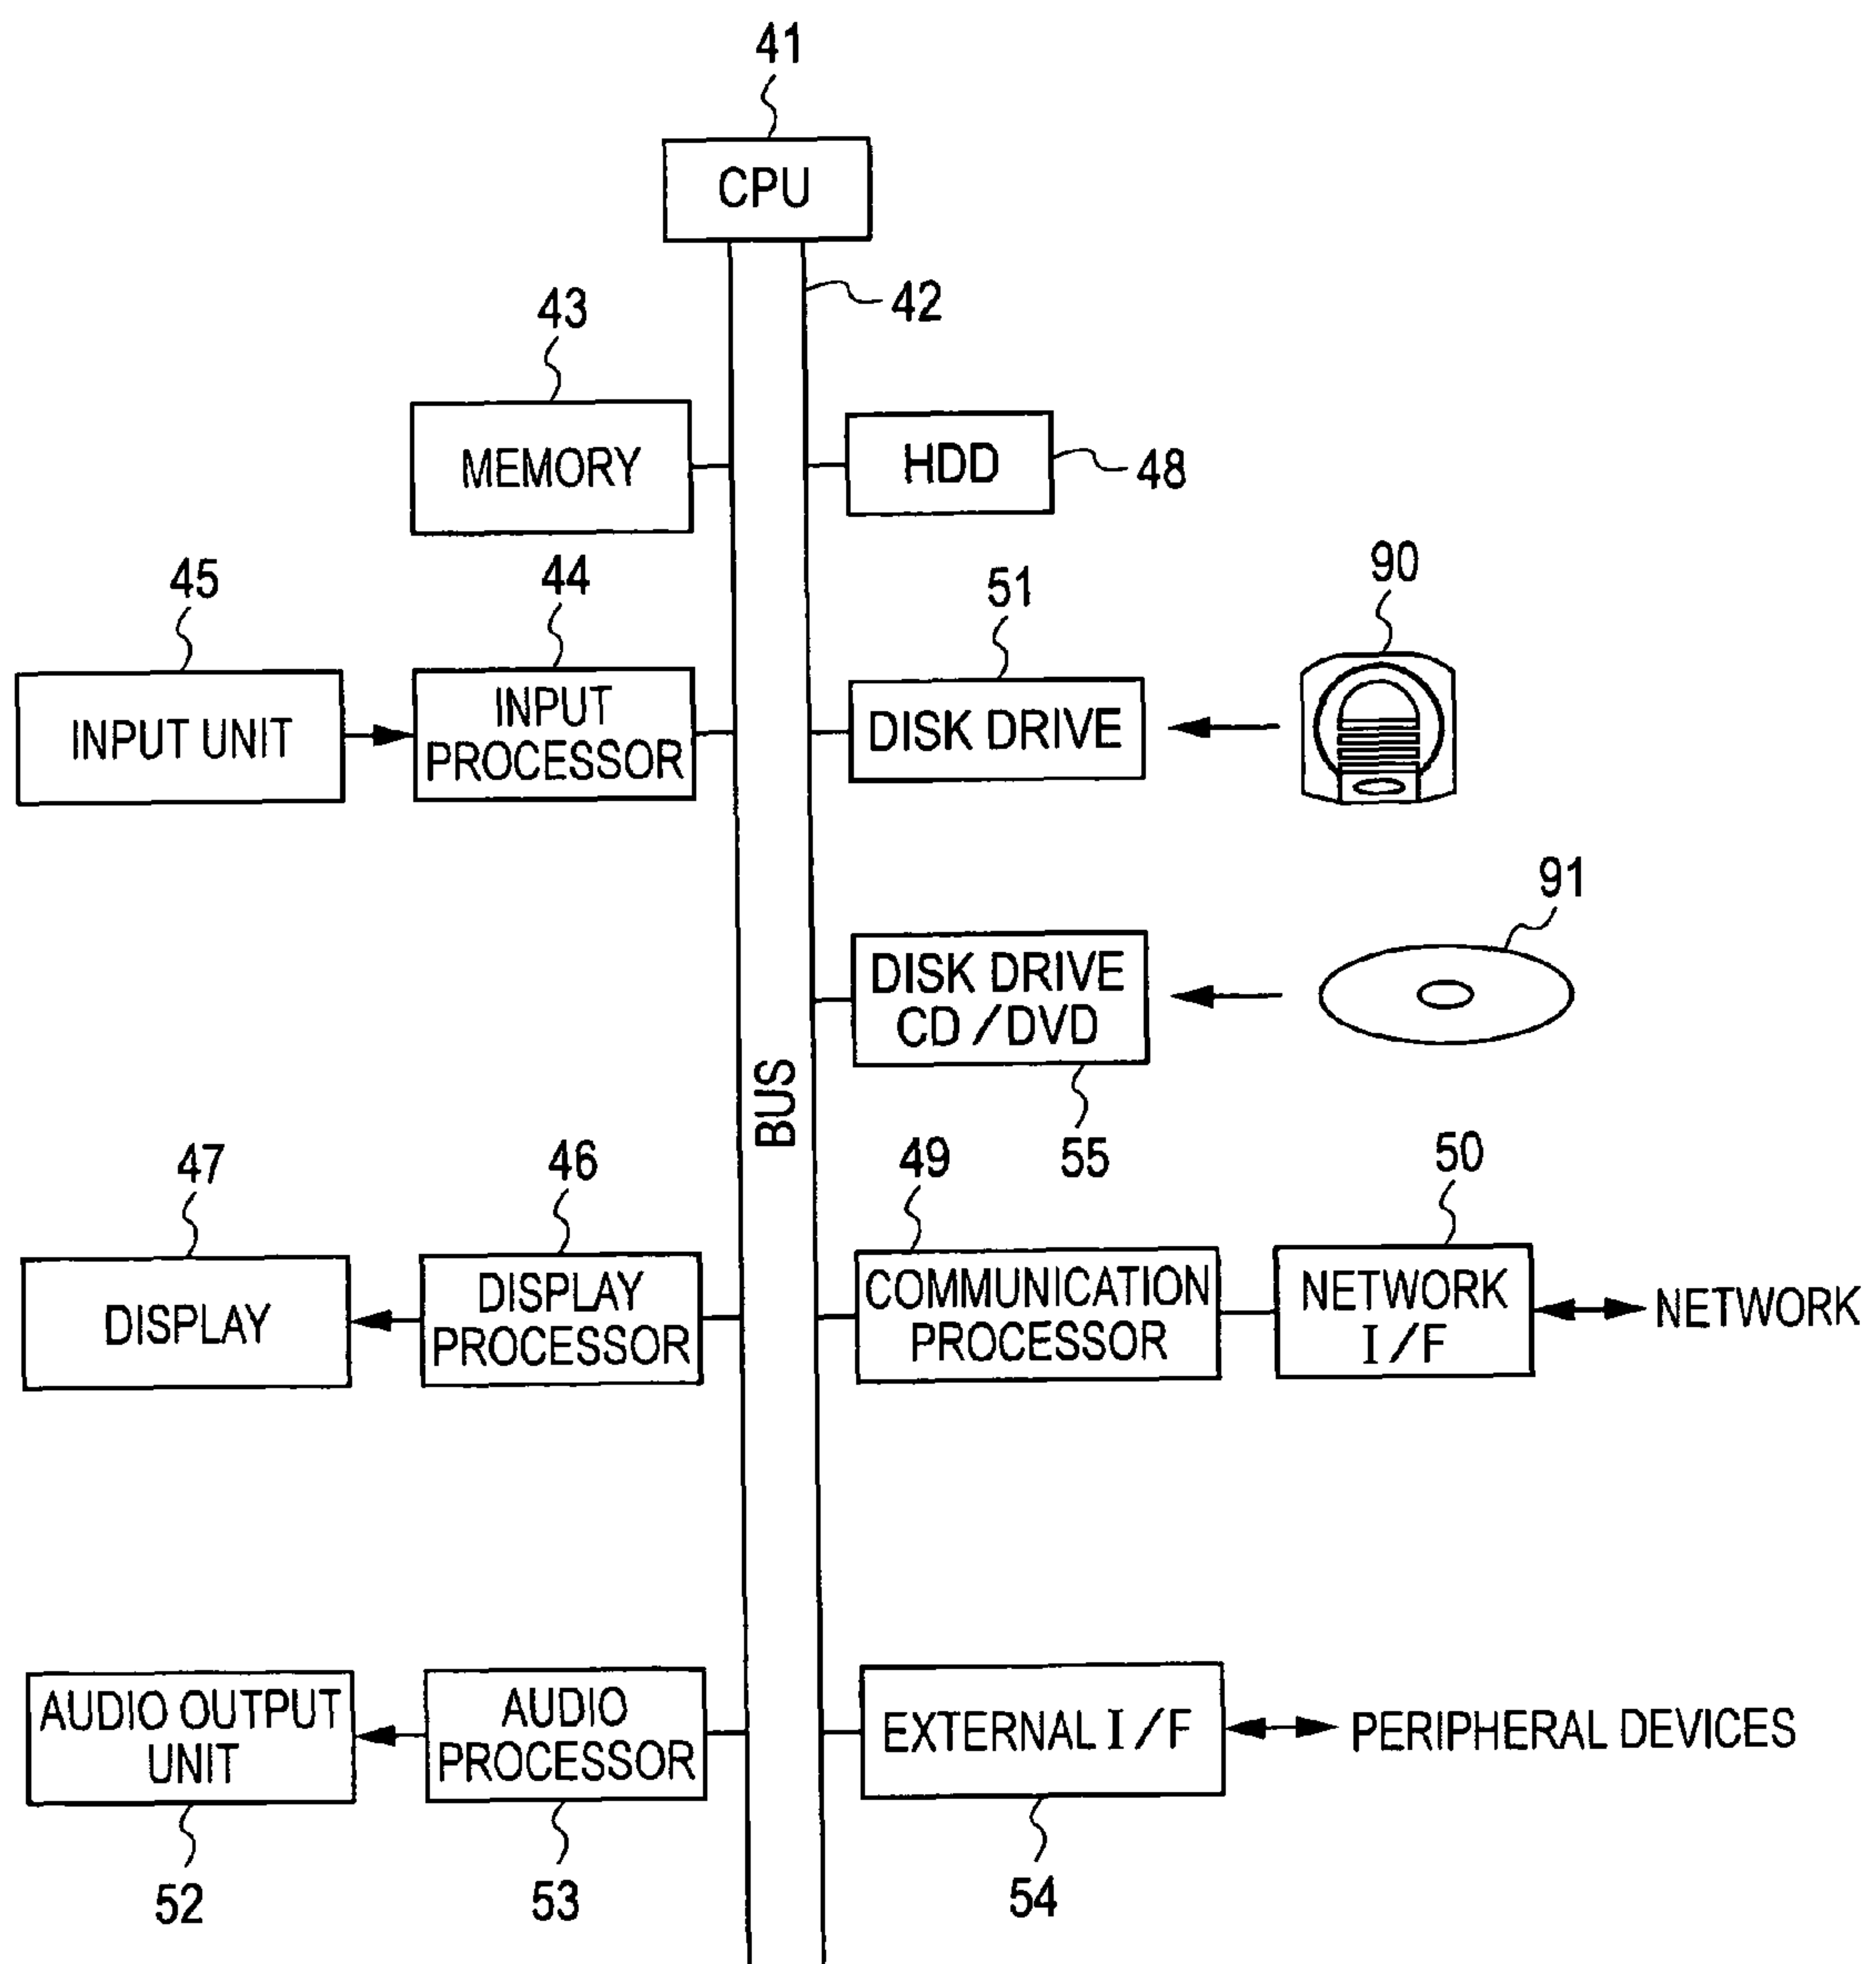 41
CPU
42
43
MEMORY
HDD
48
45
44
51
90
INPUT UNIT
INPUT
PROCESSOR
DISK DRIVE
91
DISK DRIVE
CD/DVD
55
BUS
47
46
49
50
DISPLAY
DISPLAY
PROCESSOR
COMMUNICATION
PROCESSOR
NETWORK
I/F
NETWORK
AUDIO OUTPUT
UNIT
52
AUDIO
PROCESSOR
53
EXTERNAL I/F
54
PERIPHERAL DEVICES